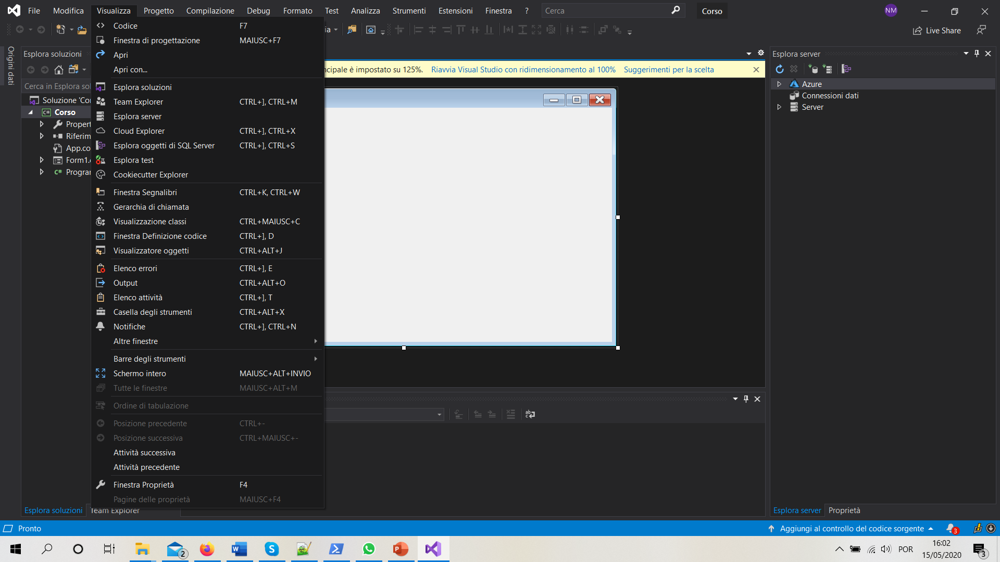 File Modifica Visualizza Progetto Compilazione Debug Formato Test Analizza Strumenti Estensioni Finestra ? Cerca Corso NM
Live Share
Origini dati
Esplora soluzioni
Cerca in Esplora sol
Soluzione 'Cor
C# Corso
Propert
Riferim
App.co
Form1.
C# Program
Codice F7
Finestra di progettazione MAIUSC+F7
Apri
Apri con...
Esplora soluzioni
Team Explorer CTRL+], CTRL+M
Esplora server
Cloud Explorer CTRL+], CTRL+X
Esplora oggetti di SQL Server CTRL+], CTRL+S
Esplora test
Cookiecutter Explorer
Finestra Segnalibri CTRL+K, CTRL+W
Gerarchia di chiamata
Visualizzazione classi CTRL+MAIUSC+C
Finestra Definizione codice CTRL+], D
Visualizzatore oggetti CTRL+ALT+J
Elenco errori CTRL+], E
Output CTRL+ALT+O
Elenco attività CTRL+], T
Casella degli strumenti CTRL+ALT+X
Notifiche CTRL+], CTRL+N
Altre finestre
Barre degli strumenti
Schermo intero MAIUSC+ALT+INVIO
Tutte le finestre MAIUSC+ALT+M
Ordine di tabulazione
Posizione precedente CTRL+-
Posizione successiva CTRL+MAIUSC+-
Attività successiva
Attività precedente
Finestra Proprietà F4
Pagine delle proprietà MAIUSC+F4
Esplora soluzioni Team Explorer
ia
ncipale è impostato su 125%. Riavvia Visual Studio con ridimensionamento al 100% Suggerimenti per la scelta
Esplora server
Azure
Connessioni dati
Server
Esplora server Proprietà
Pronto
Aggiungi al controllo del codice sorgente 3
2
POR
16:02
15/05/2020
3